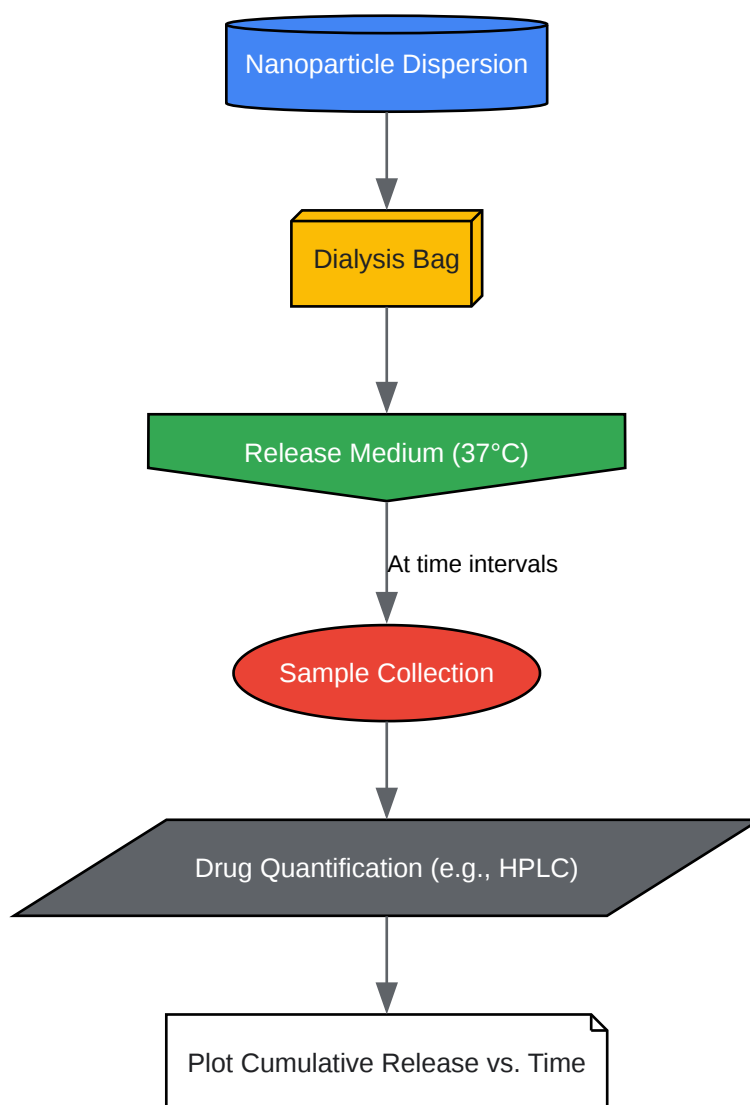 Nanoparticle Dispersion
Dialysis Bag
Release Medium (37°C)
At time intervals
Sample Collection
Drug Quantification (e.g., HPLC)
Plot Cumulative Release vs. Time